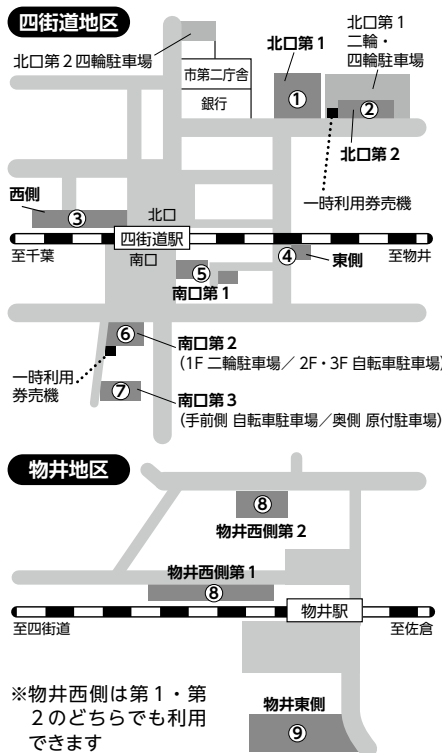 四街道地区
北口第2四輪駐車場
市第二庁舎
銀行
北口第1
①
北口第1
二輪・
四輪駐車場
②
北口第2
一時利用券売機
西側
③
北口
四街道駅
南口
至千葉
至物井
④
東側
⑤
南口第1
⑥
南口第2
(1F 二輪駐車場／ 2F・3F 自転車駐車場)
一時利用
券売機
⑦
南口第3
(手前側 自転車駐車場／奥側 原付駐車場)
物井地区
⑧
物井西側第2
物井西側第1
⑧
物井駅
至四街道
至佐倉
※物井西側は第1・第
2のどちらでも利用
できます
物井東側
⑨